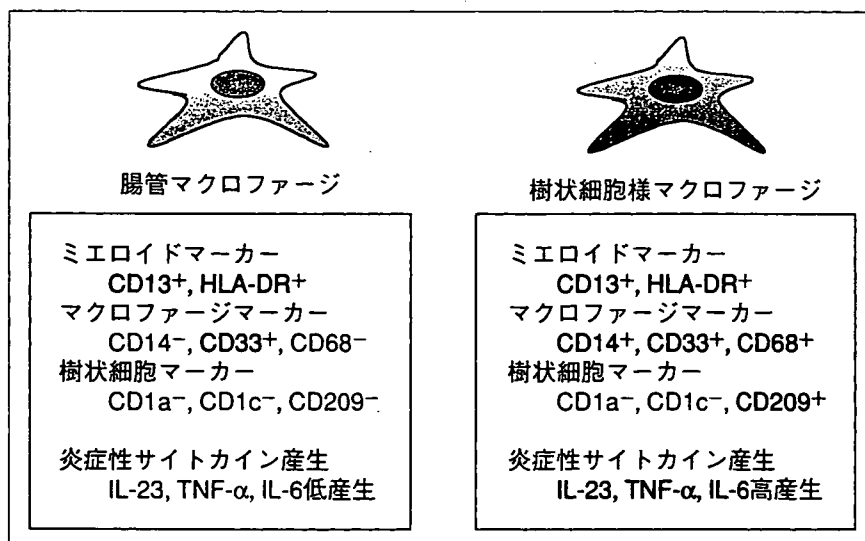 腸管マクロファージ
ミエロイドマーカー
CD13+, HLA-DR+
マクロファージマーカー
CD14−, CD33+, CD68−
樹状細胞マーカー
CD1a−, CD1c−, CD209−
炎症性サイトカイン産生
IL-23, TNF-α, IL-6低産生
樹状細胞様マクロファージ
ミエロイドマーカー
CD13+, HLA-DR+
マクロファージマーカー
CD14+, CD33+, CD68+
樹状細胞マーカー
CD1a−, CD1c−, CD209+
炎症性サイトカイン産生
IL-23, TNF-α, IL-6高産生